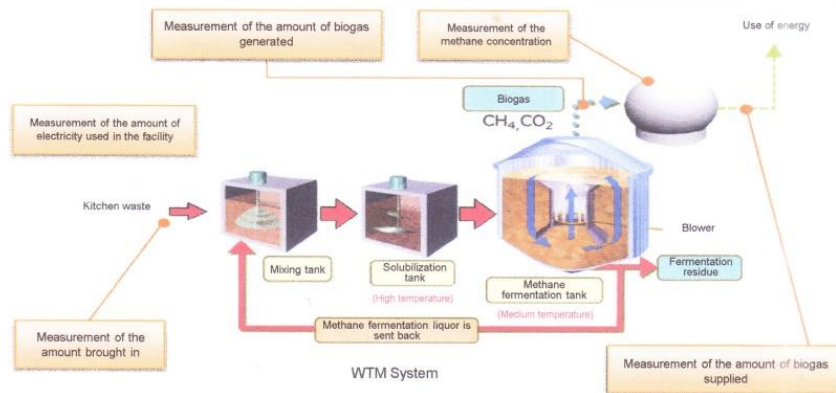 Measurement of the amount of biogas
generated
Measurement of the
methane concentration
Use of energy
Measurement of the amount of
electricity used in the facility
Biogas
CH4,CO2
Kitchen waste
Blower
Mixing tank
Solubilization
tank
(High temperature)
Methane
fermentation tank
(Medium temperature)
Fermentation
residue
Methane fermentation liquor is
sent back
Measurement of the
amount brought in
WTM System
Measurement of the amount of biogas
supplied